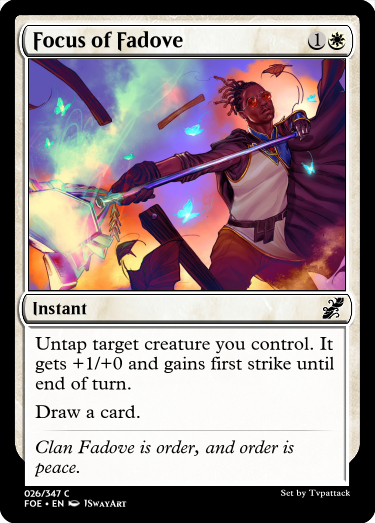 Focus of Fadove 1
Instant
Untap target creature you control. It
gets +1/+0 and gains first strike until
end of turn.
Draw a card.
Clan Fadove is order, and order is
peace.
026/347 C Set by Tvpattack
FOE • EN JSwayArt